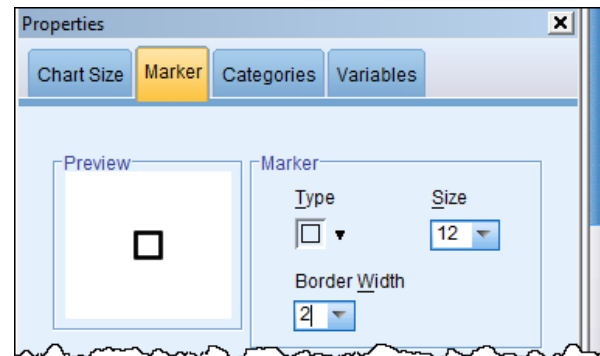 Properties
Chart Size Marker Categories Variables
Preview
Marker
Type Size
12
Border Width
2